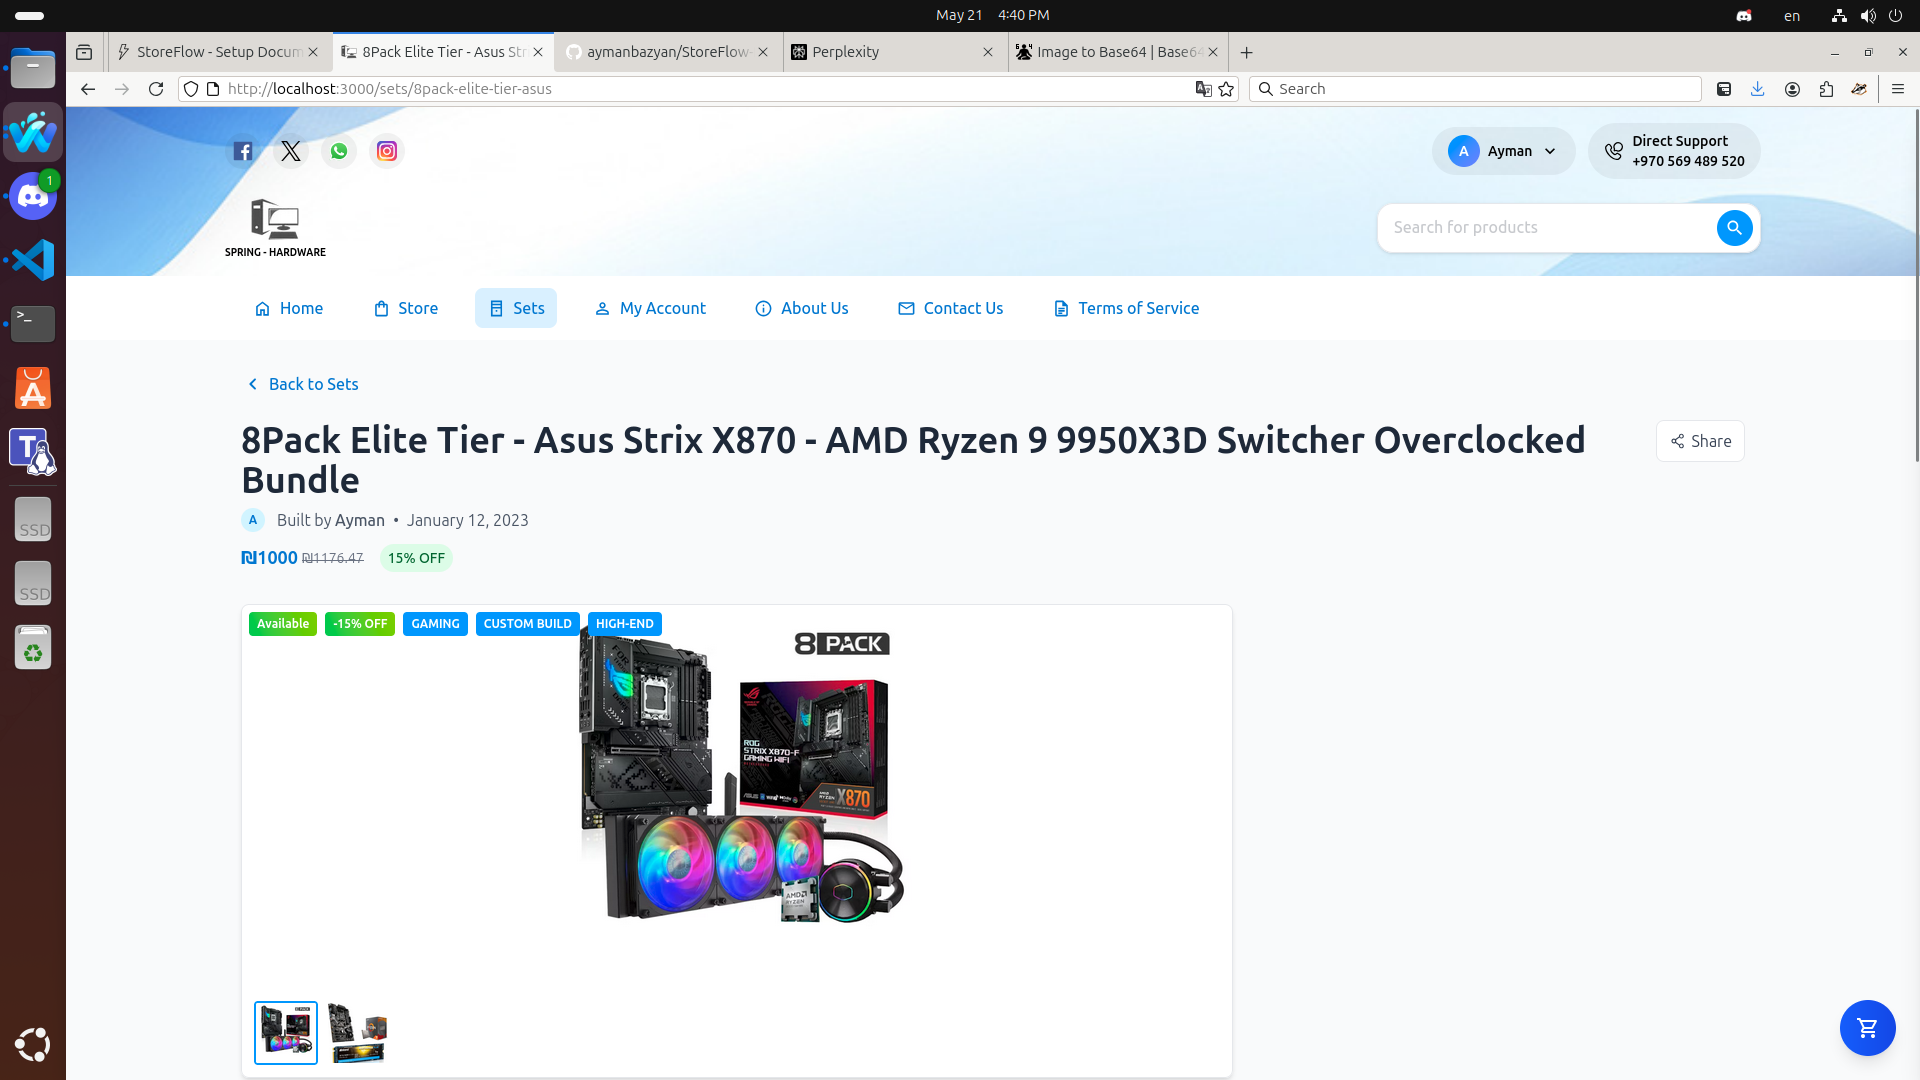 May 21 4:40 PM
en
StoreFlow - Setup Docum
8Pack Elite Tier - Asus Stri
aymanbazyan/StoreFlow-
Perplexity
Image to Base64 | Base64
http://localhost:3000/sets/8pack-elite-tier-asus
Search
1
Ayman
A
Direct Support
+970 569 489 520
SPRING - HARDWARE
Search for products
Home
Store
Sets
My Account
About Us
Contact Us
Terms of Service
Back to Sets
8Pack Elite Tier - Asus Strix X870 - AMD Ryzen 9 9950X3D Switcher Overclocked
Bundle
Share
A Built by Ayman • January 12, 2023
₪1000 ₪1176.47 15% OFF
Available -15% OFF GAMING CUSTOM BUILD HIGH-END
8 PACK
ROG
STRIX X870-F
GAMING WIFI
X870
AMD
RYZEN
SSD
SSD